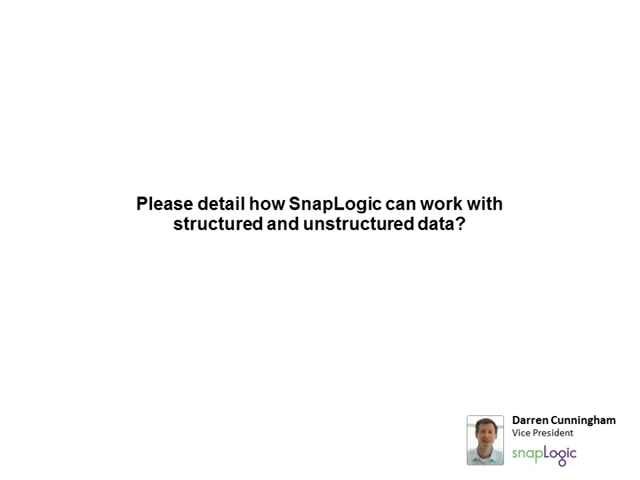 Please detail how SnapLogic can work with
structured and unstructured data?
Darren Cunningham
Vice President
snapLogic